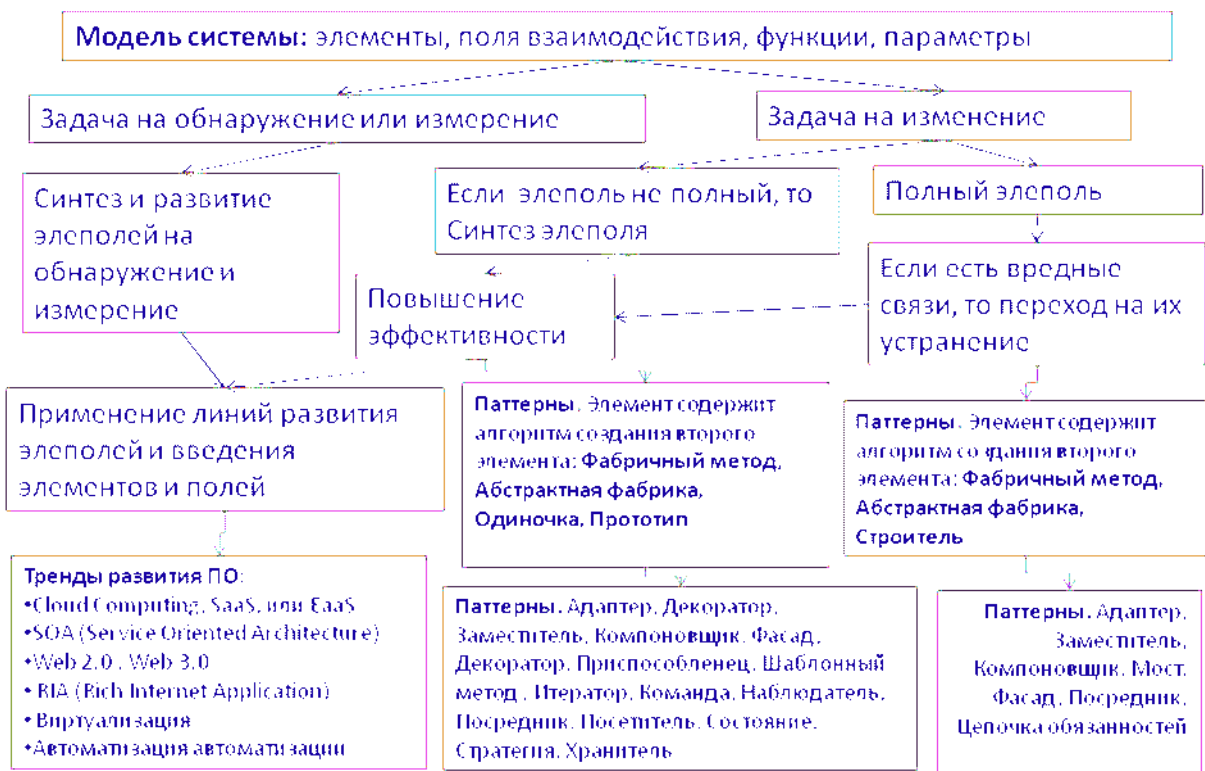 Модель системы: элементы, поля взаимодействия, функции, параметры
Задача на обнаружение или измерение
Задача на изменение
Синтез и развитие
элеполей на
обнаружение и
измерение
Если элеполь не полный, то
Синтез элеполя
Полный элеполь
Повышение
эффективности
Если есть вредные
связи, то переход на их
устранение
Применение линий развития
элеполей и введения
элементов и полей
Паттерны. Элемент содержит
алгоритм создания второго
элемента: Фабричный метод,
Абстрактная фабрика,
Одиночка, Прототип
Паттерны. Элемент содержит
алгоритм создания второго
элемента: Фабричный метод,
Абстрактная фабрика,
Строитель
Тренды развития ПО:
•Cloud Computing, SaaS, или EaaS
•SOA (Service Oriented Architecture)
•Web 2.0 . Web 3.0
• RIA (Rich Internet Application)
• Виртуализация
•Автоматизация автоматизации
Паттерны. Адаптер, Декоратор,
Заместитель, Компоновщик, Фасад,
Декоратор, Приспособленец, Шаблонный
метод , Итератор, Команда, Наблюдатель,
Посредник, Посетитель, Состояние,
Стратегия, Хранитель
Паттерны. Адаптер,
Заместитель,
Компоновщик, Мост,
Фасад, Посредник,
Цепочка обязанностей